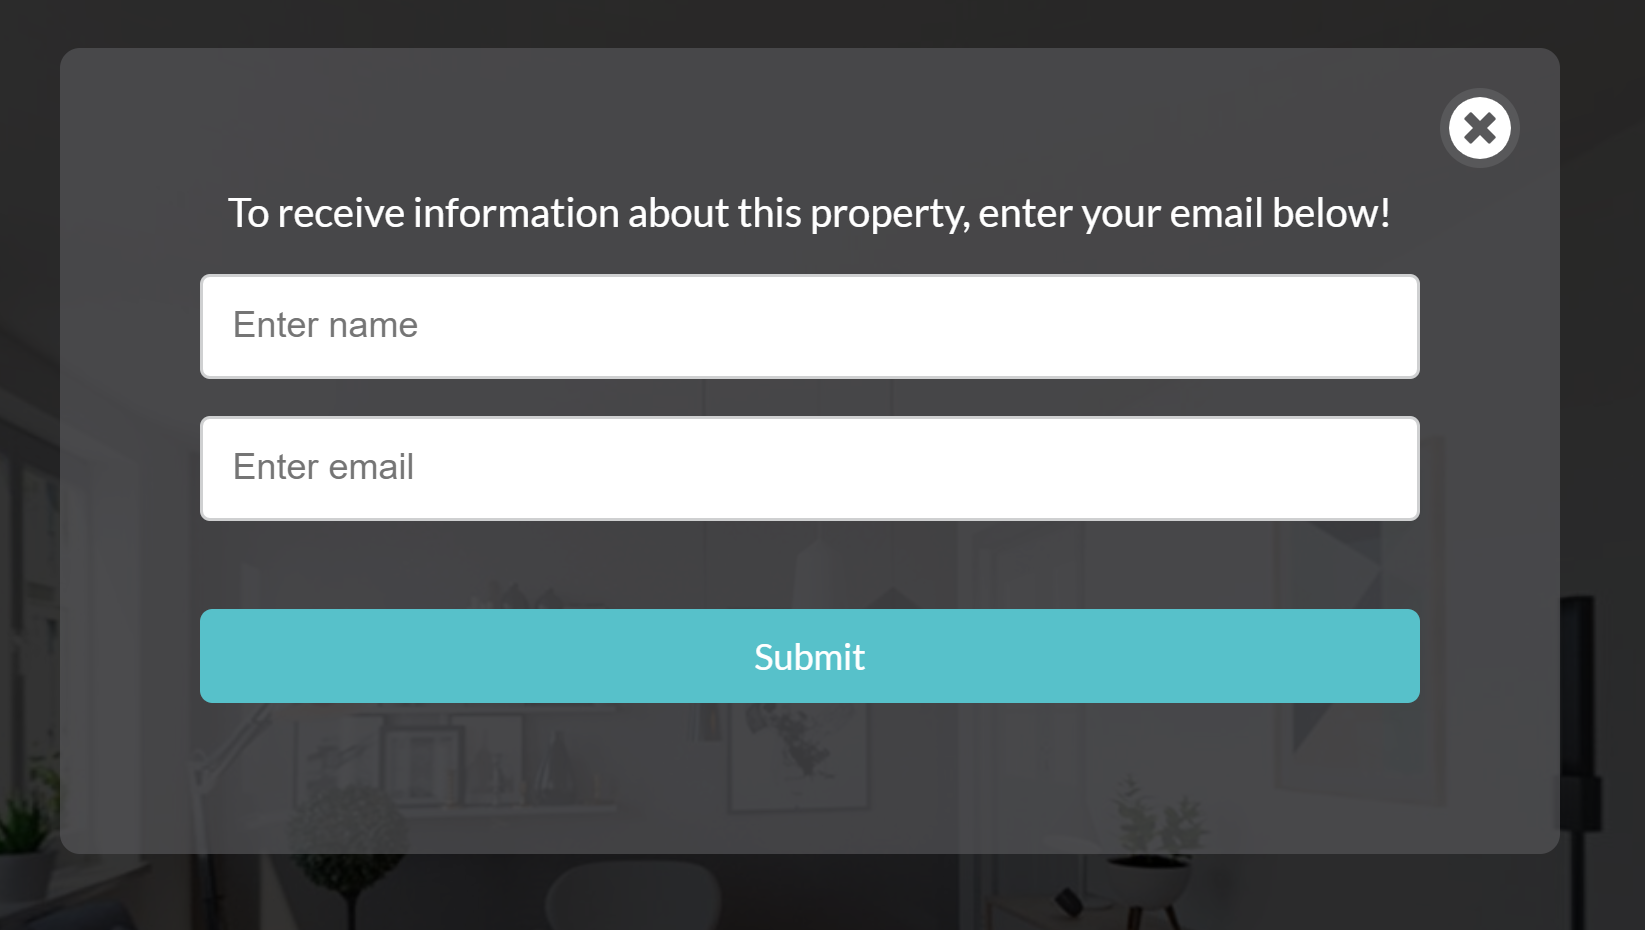 To receive information about this property, enter your email below!
Enter name
Enter email
Submit